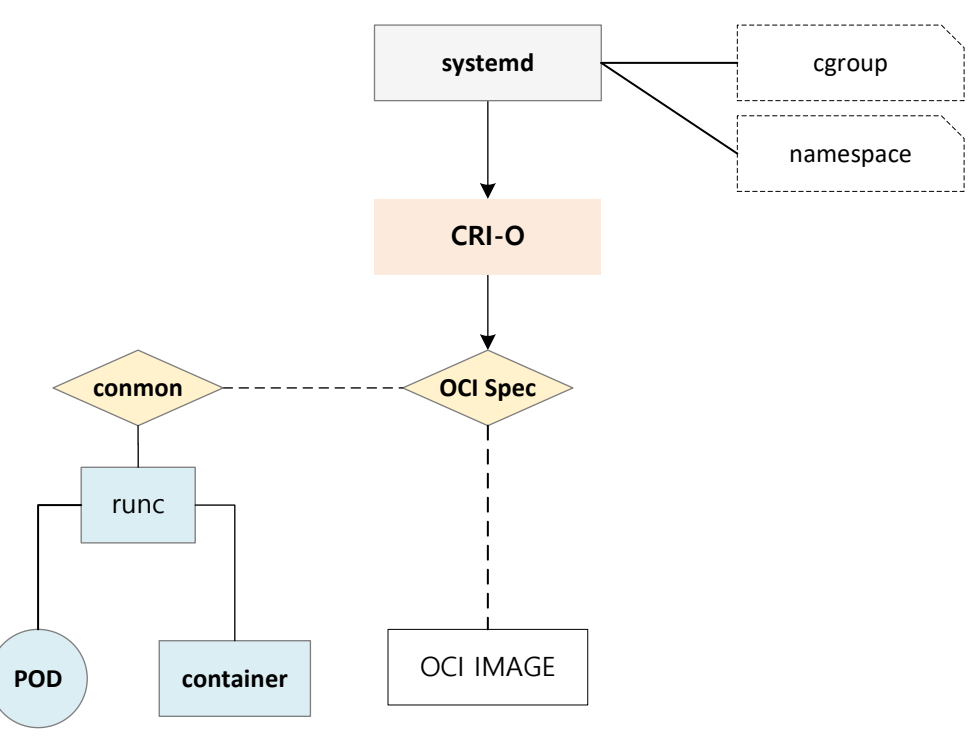 systemd
cgroup
namespace
CRI-O
conmon
OCI Spec
runc
POD
container
OCI IMAGE